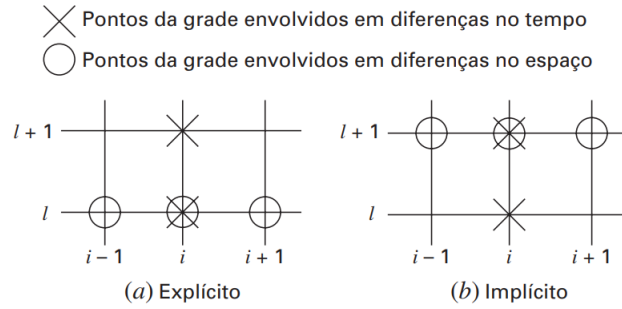 Pontos da grade envolvidos em diferenças no tempo
Pontos da grade envolvidos em diferenças no espaço
l + 1
l
i – 1 i i + 1
(a) Explícito
l + 1
l
i – 1 i i + 1
(b) Implícito